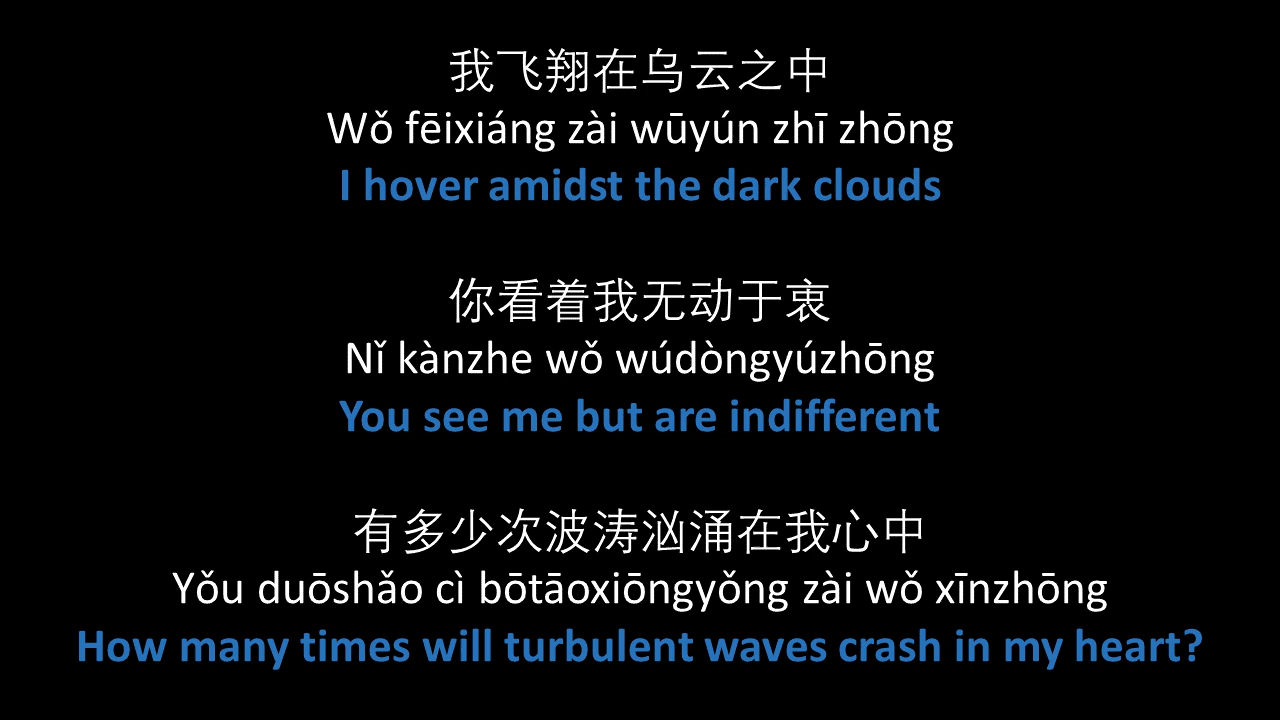 我飞翔在乌云之中
Wǒ fēixiáng zài wūyún zhī zhōng
I hover amidst the dark clouds
你看着我无动于衷
Nǐ kànzhe wǒ wúdòngyúzhōng
You see me but are indifferent
有多少次波涛汹涌在我心中
Yǒu duōshǎo cì bōtāoxiōngyǒng zài wǒ xīnzhōng
How many times will turbulent waves crash in my heart?